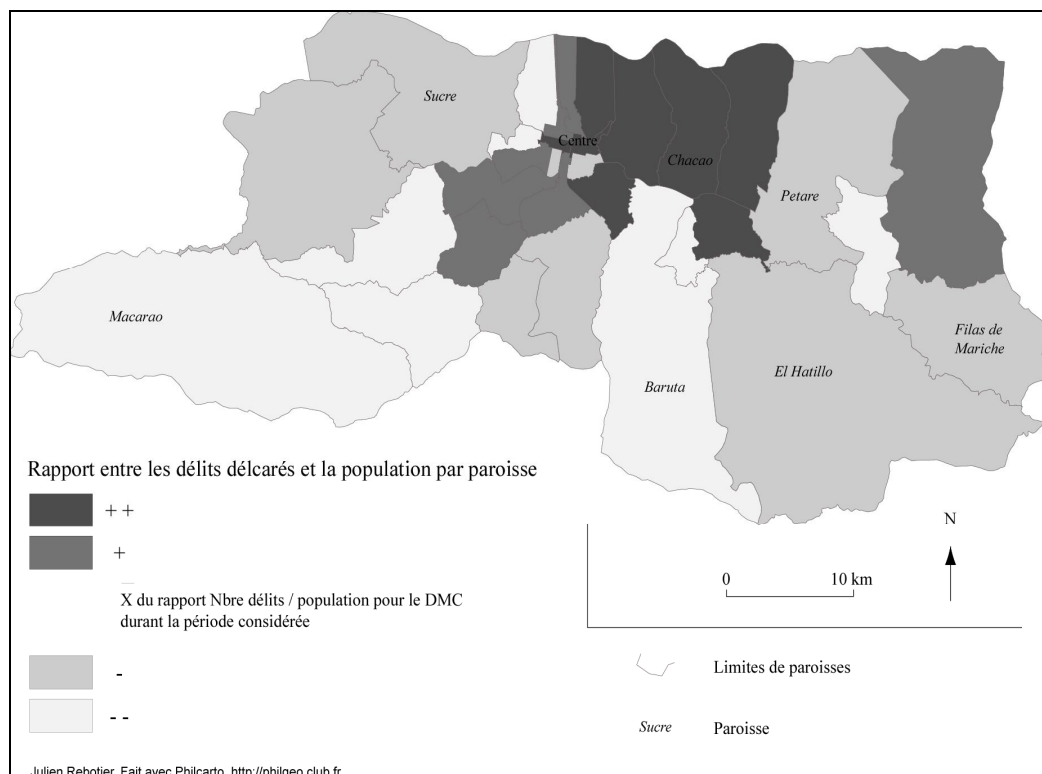 Sucre
Centre
Chacao
Petare
Macarao
Filas de
Mariche
El Hatillo
Baruta
Rapport entre les délits délcarés et la population par paroisse
+ +
+
X du rapport Nbre délits / population pour le DMC
durant la période considérée
-
- -
N
0 10 km
Limites de paroisses
Sucre Paroisse
Julien Rebotier. Fait avec Philcarto. http://philgeo.club.fr